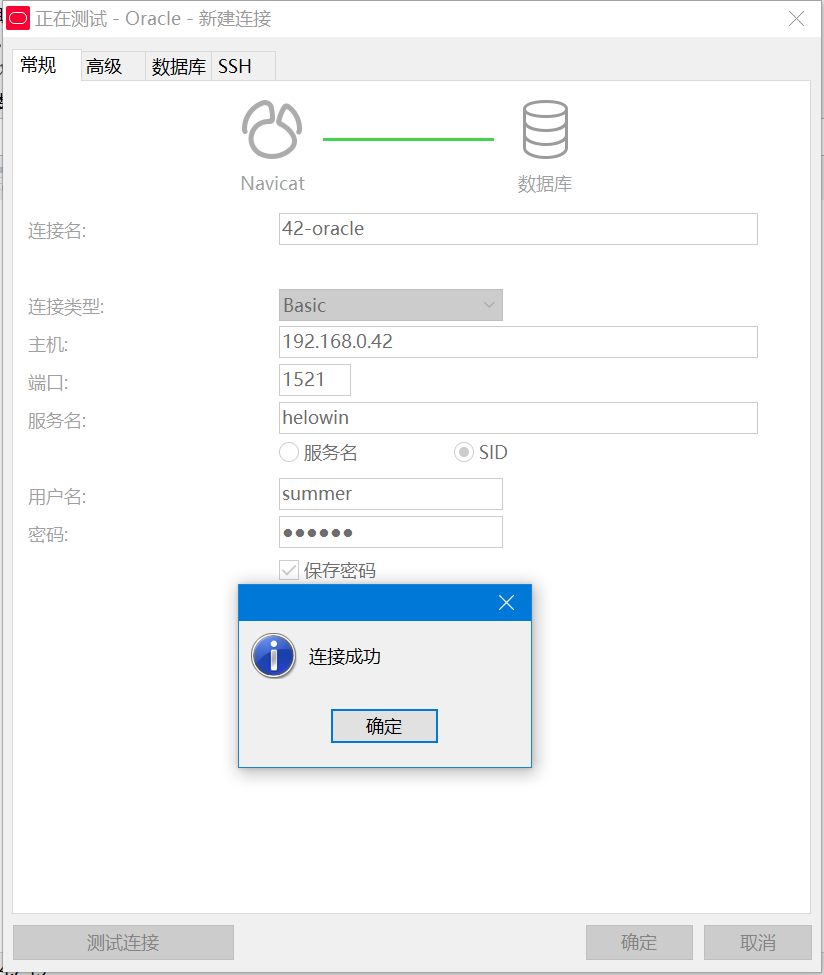 正在测试 - Oracle - 新建连接
常规 高级 数据库 SSH
Navicat 数据库
连接名: 42-oracle
连接类型: Basic
主机: 192.168.0.42
端口: 1521
服务名: helowin
服务名 SID
用户名: summer
密码: ●●●●●●
保存密码
连接成功
确定
测试连接 确定 取消